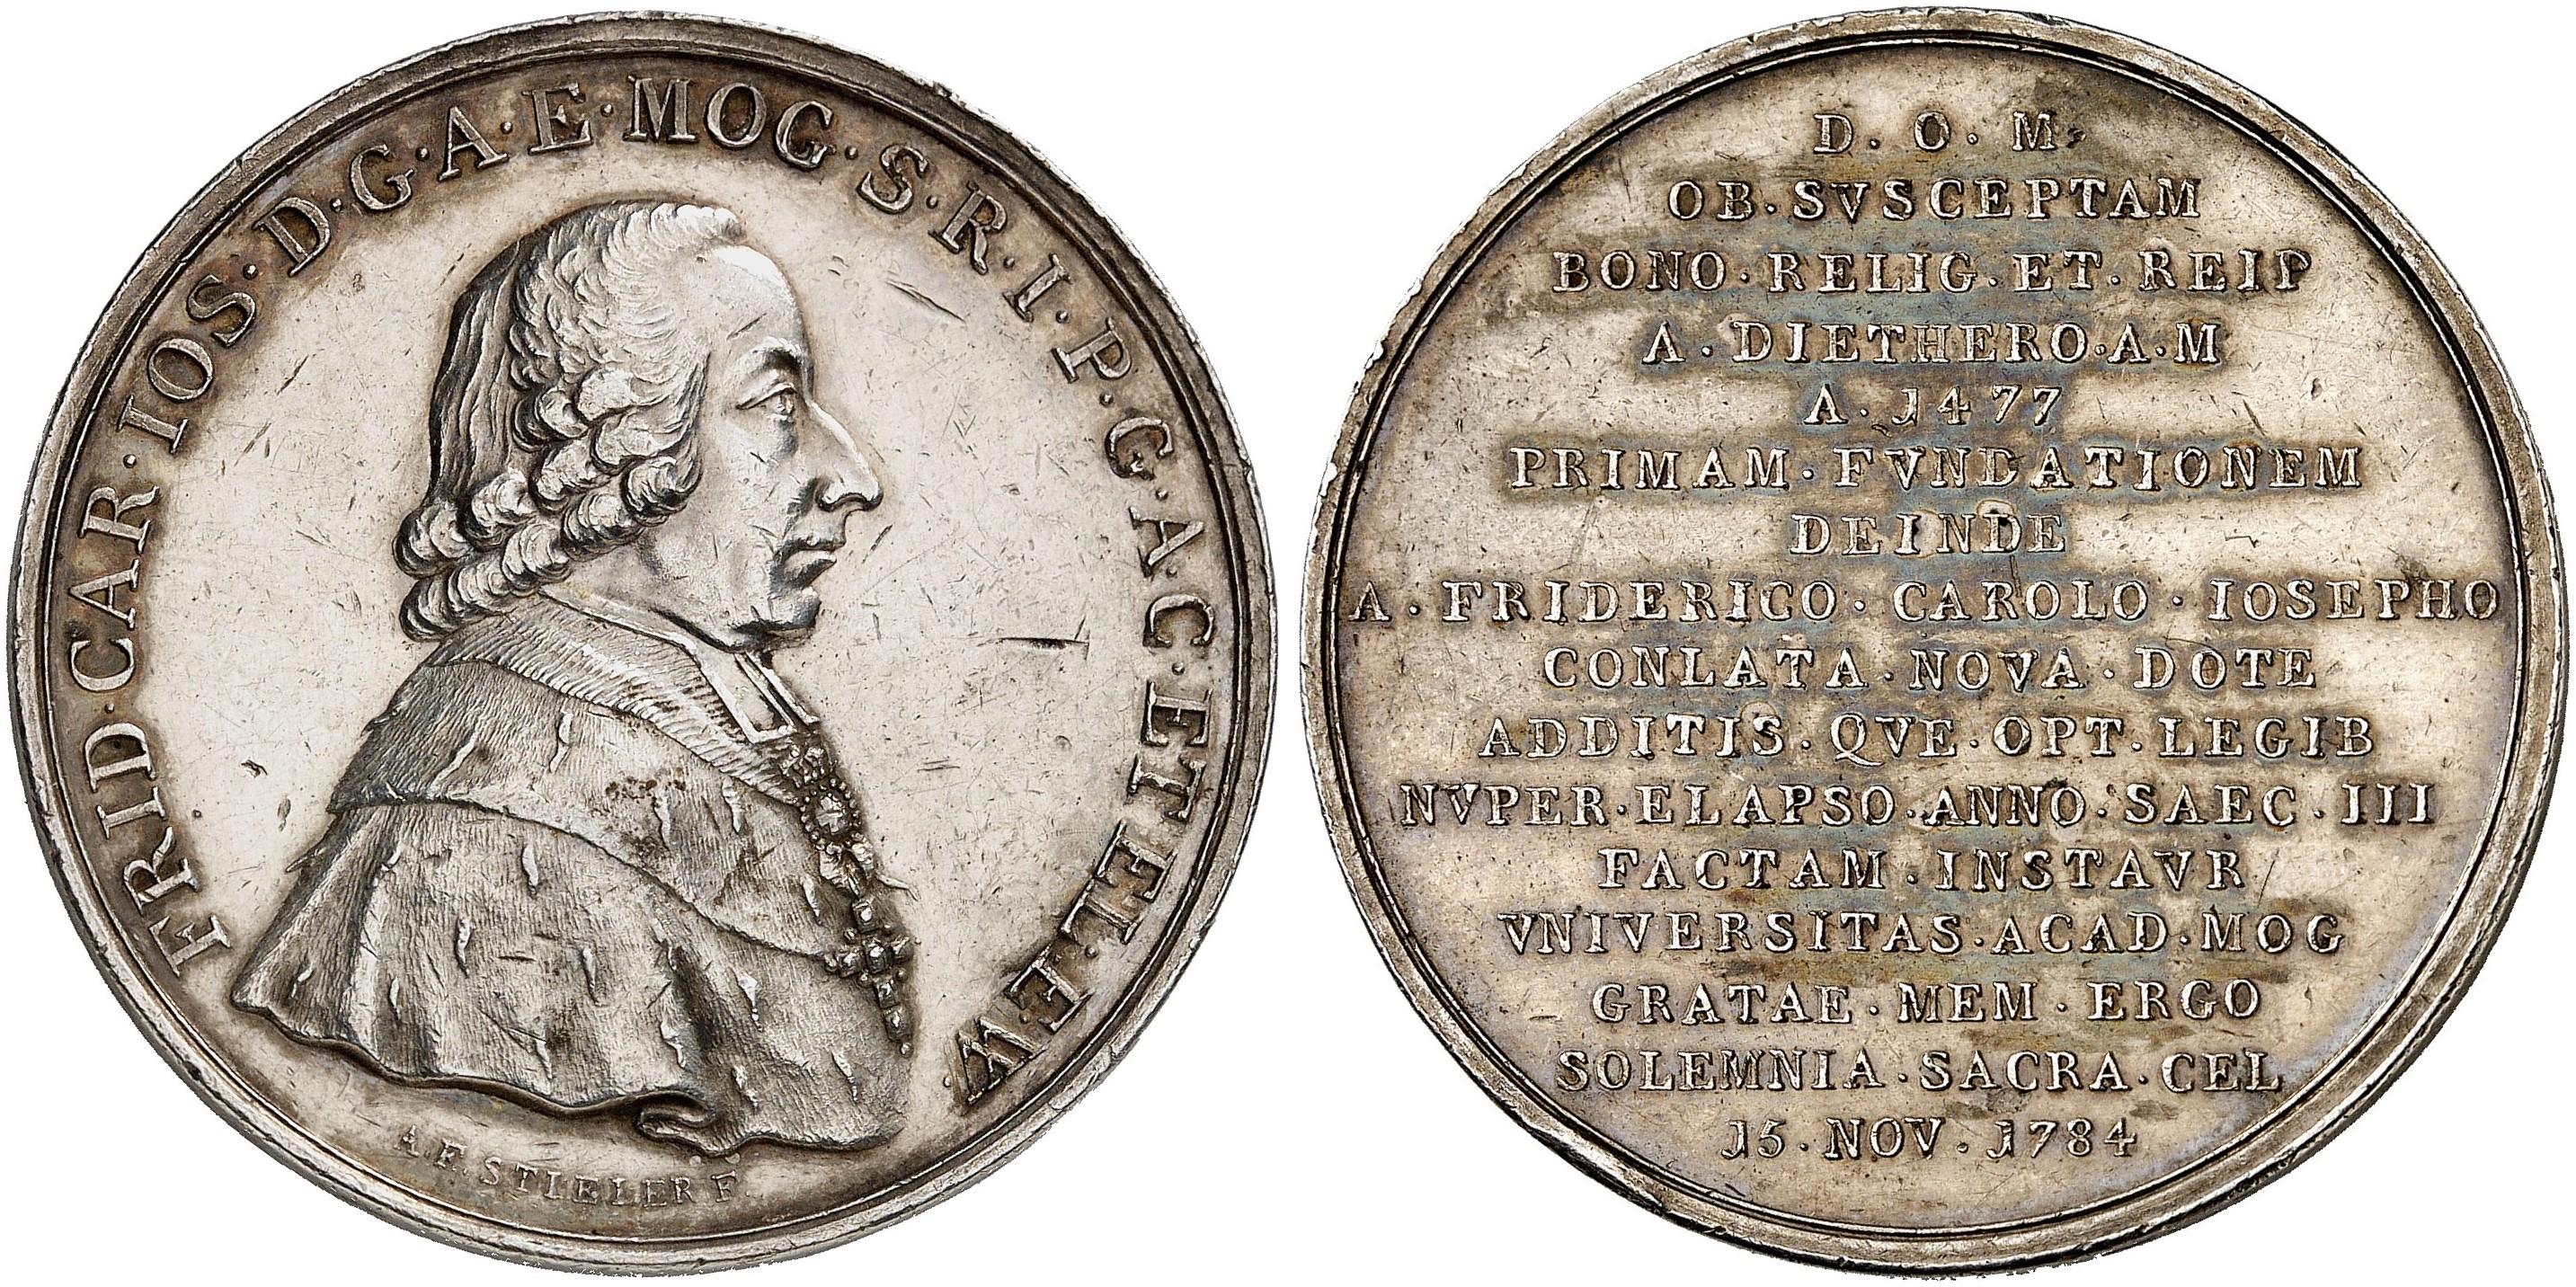 FRID·CAR·IOS·D·G·A·E·MOG·S·R·I·P·G·A·C·ET·EL·E·W·
A.F.STIELER F.
D. O. M.
OB·SVSCEPTAM
BONO·RELIG·ET·REIP
A·DIETHERO·A·M
A·J477
PRIMAM·FVNDATIONEM
DEINDE
A·FRIDERICO·CAROLO·IOSEPHO
CONLATA·NOVA·DOTE
ADDITIS·QVE·OPT·LEGIB
NVPER·ELAPSO·ANNO·SAEC·III
FACTAM·INSTAVR
VNIVERSITAS·ACAD·MOG
GRATAE·MEM·ERGO
SOLEMNIA·SACRA·CEL
J5·NOV·J784